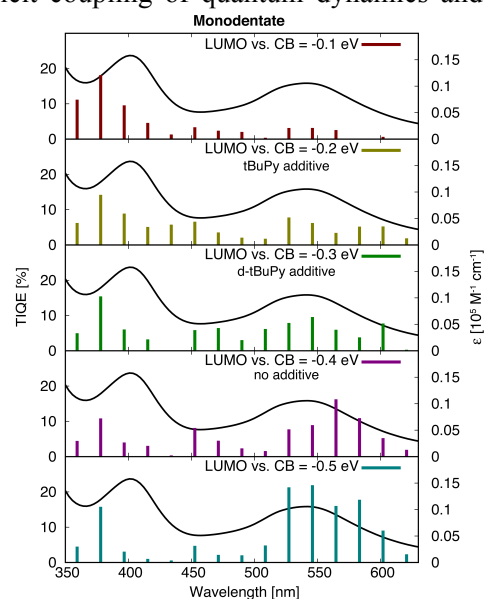 coupling of quantum dynamics and
Monodentate
LUMO vs. CB = -0.1 eV
20
10
0
0.15
0.1
0.05
0
LUMO vs. CB = -0.2 eV
tBuPy additive
20
10
0
0.15
0.1
0.05
0
LUMO vs. CB = -0.3 eV
d-tBuPy additive
20
10
0
0.15
0.1
0.05
0
LUMO vs. CB = -0.4 eV
no additive
20
10
0
0.15
0.1
0.05
0
LUMO vs. CB = -0.5 eV
20
10
0
0.15
0.1
0.05
0
TIQE [%]
ε [10⁵ M⁻¹ cm⁻¹]
350 400 450 500 550 600
Wavelength [nm]